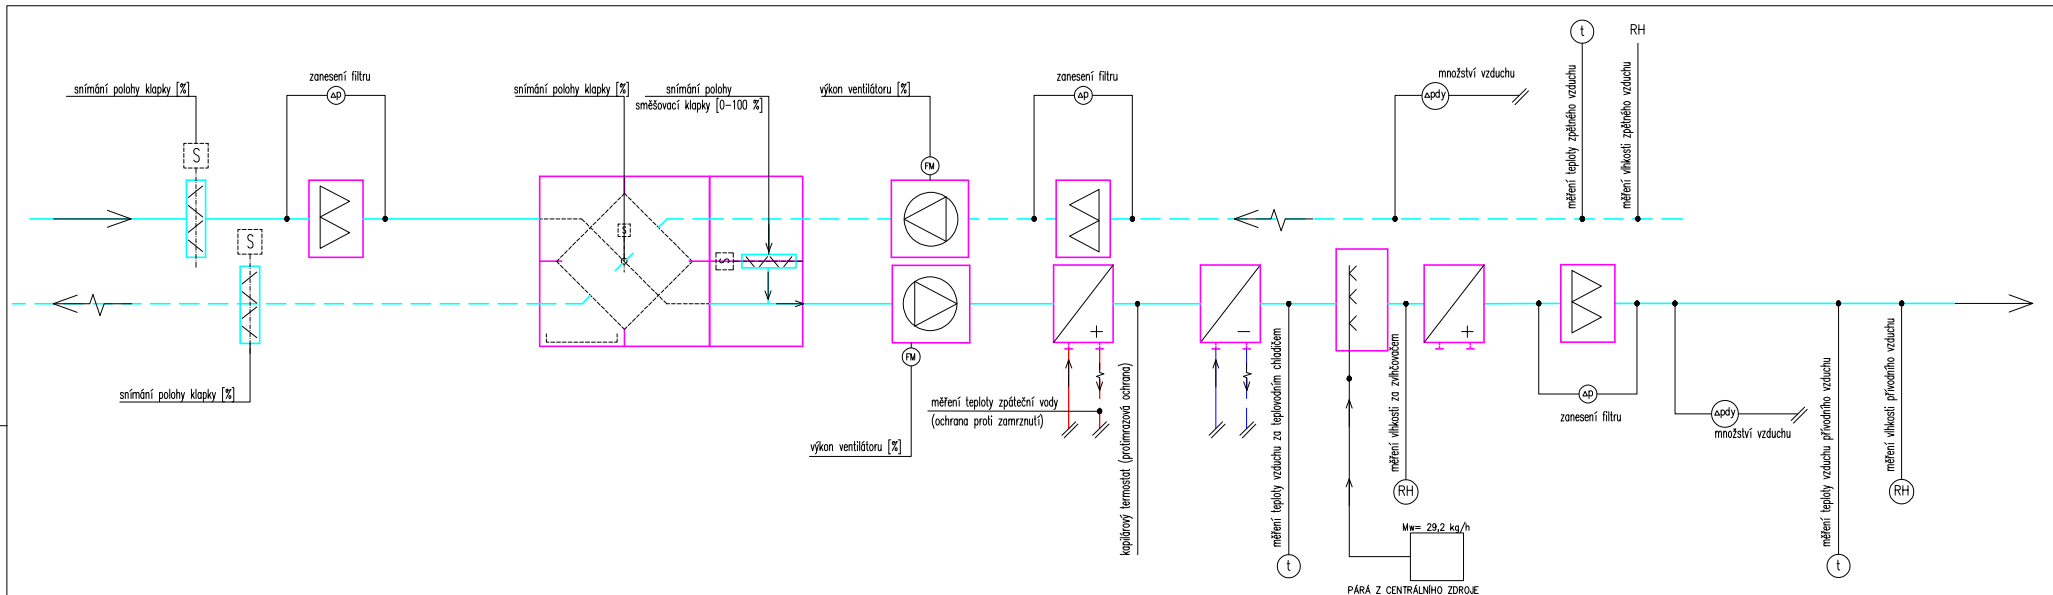 snímání polohy klapky [%]
zanesení filtru
Δp
S
S
snímání polohy klapky [%]
snímání polohy klapky [%]
snímání polohy
směšovací klapky [0-100 %]
S
S
výkon ventilátoru [%]
FM
FM
výkon ventilátoru [%]
zanesení filtru
Δp
množství vzduchu
Δpdy
t
měření teploty zpětného vzduchu
RH
měření vlhkosti zpětného vzduchu
+
měření teploty zpáteční vody
(ochrana proti zamrznutí)
kapilárový termostat (protimrazová ochrana)
−
měření teploty vzduchu za teplovodním chladičem
t
měření vlhkosti za zvlhčovačem
RH
+
Mw= 29,2 kg/h
PÁRÁ Z CENTRÁLNÍHO ZDROJE
Δp
zanesení filtru
Δpdy
množství vzduchu
měření teploty vzduchu přívodního vzduchu
t
měření vlhkosti přívodního vzduchu
RH